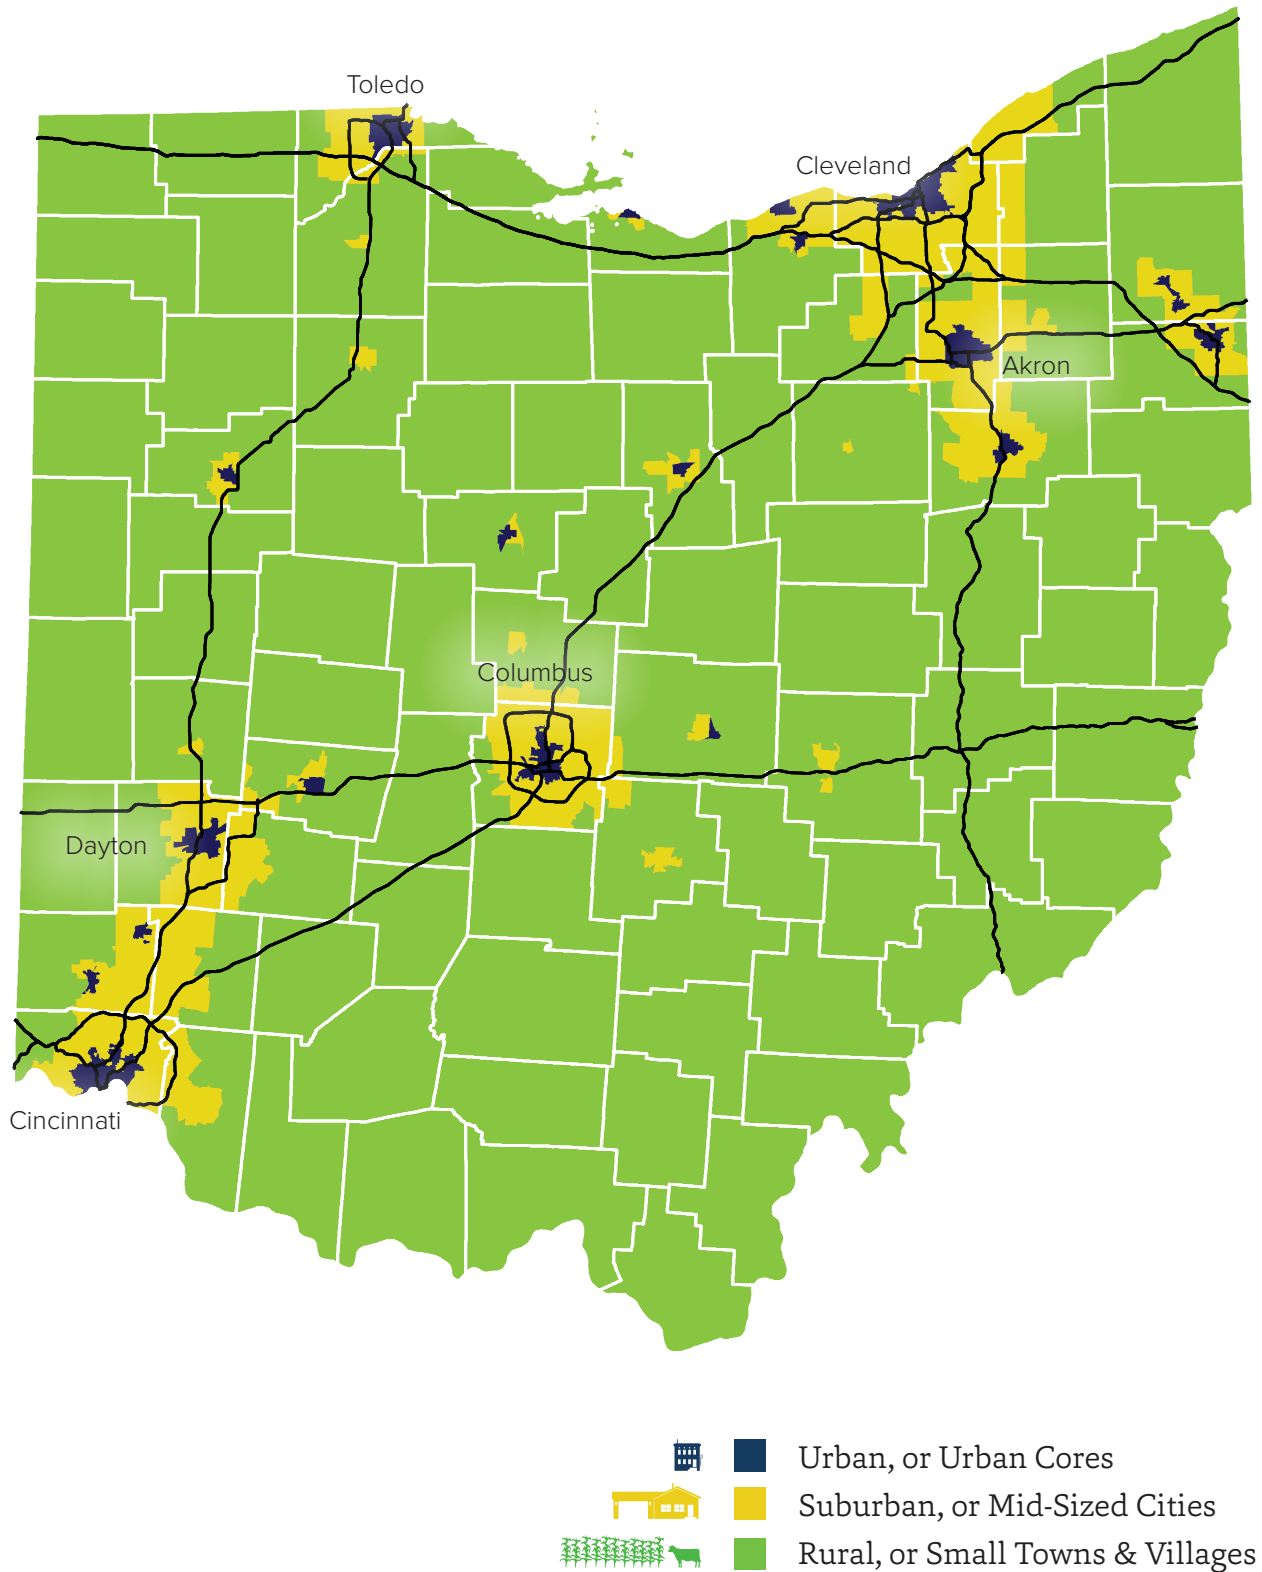 Toledo
Cleveland
Akron
Columbus
Dayton
Cincinnati
Urban, or Urban Cores
Suburban, or Mid-Sized Cities
Rural, or Small Towns & Villages